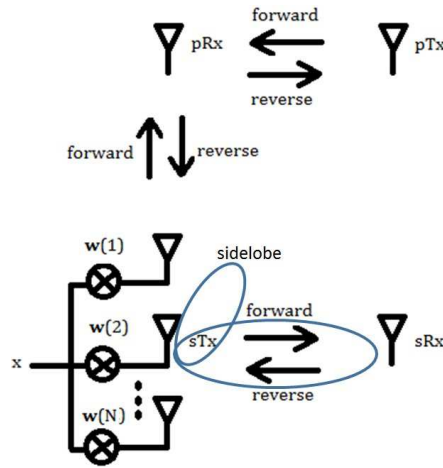 forward
pRx
pTx
reverse
forward
reverse
w(1)
sidelobe
w(2)
forward
x
sTx
sRx
reverse
w(N)